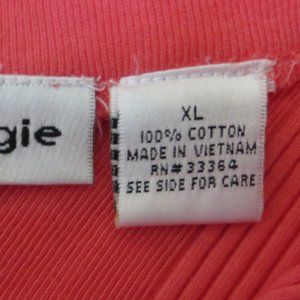 gie
XL
100% COTTON
MADE IN VIETNAM
RN# 33364
SEE SIDE FOR CARE